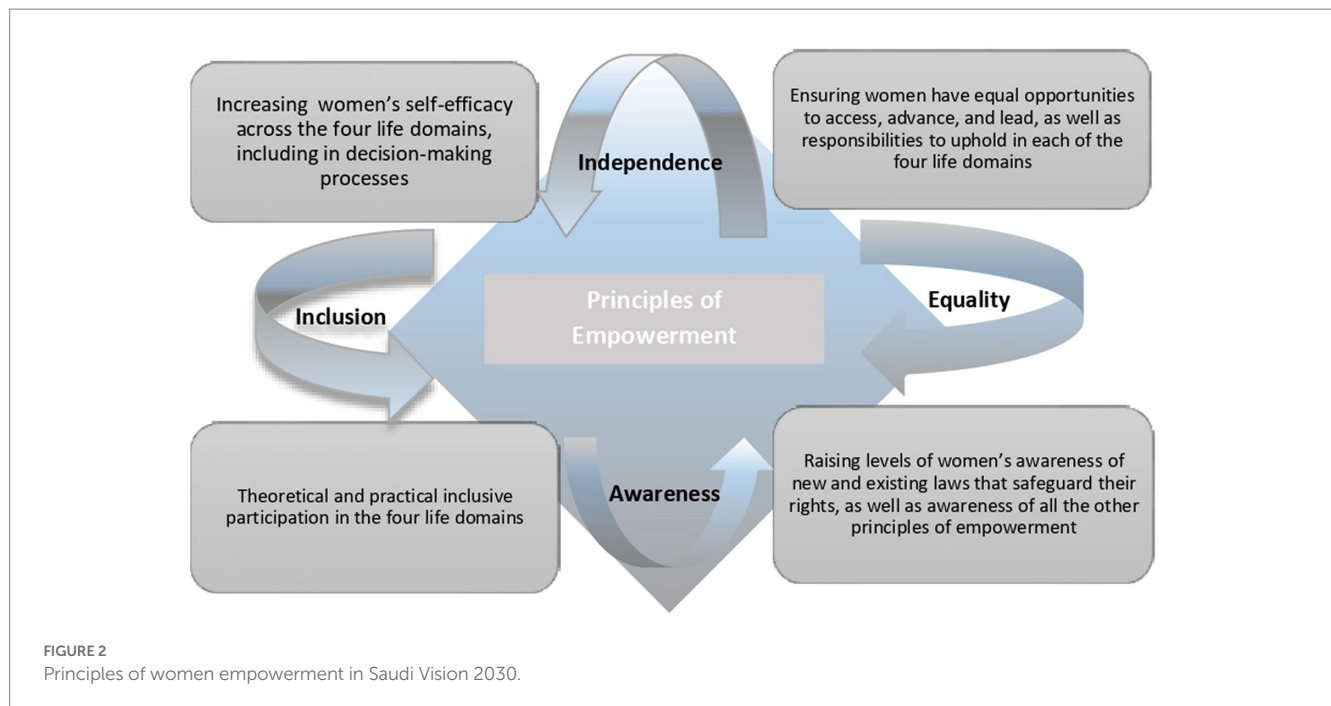 Increasing women's self-efficacy
across the four life domains,
including in decision-making
processes
Independence
Ensuring women have equal opportunities
to access, advance, and lead, as well as
responsibilities to uphold in each of the
four life domains
Inclusion
Principles of
Empowerment
Equality
Theoretical and practical inclusive
participation in the four life domains
Awareness
Raising levels of women's awareness of
new and existing laws that safeguard their
rights, as well as awareness of all the other
principles of empowerment
FIGURE 2
Principles of women empowerment in Saudi Vision 2030.